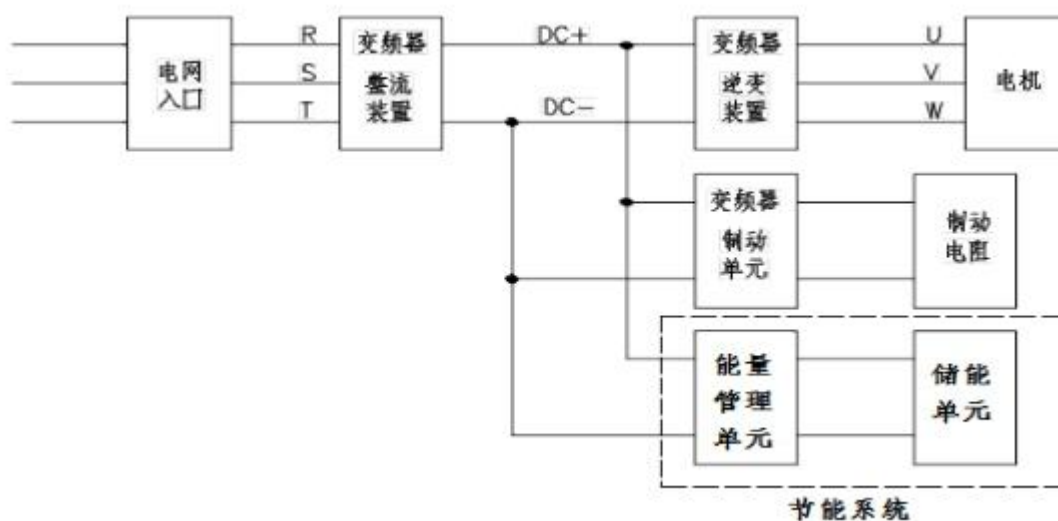 电网
入口
R
S
T
变频器
整流
装置
DC+
DC-
变频器
逆变
装置
U
V
W
电机
变频器
制动
单元
制动
电阻
能量
管理
单元
储能
单元
节能系统